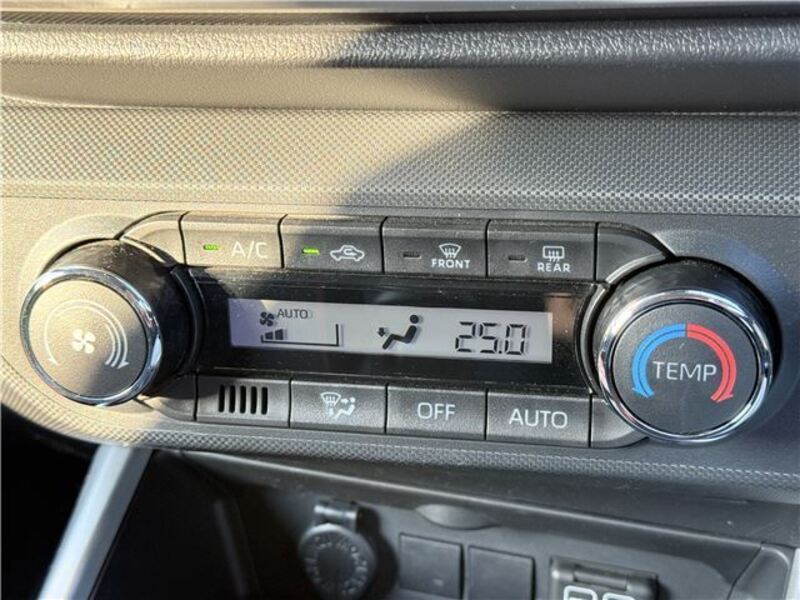 A/C
FRONT
REAR
AUTO
25.0
TEMP
OFF
AUTO